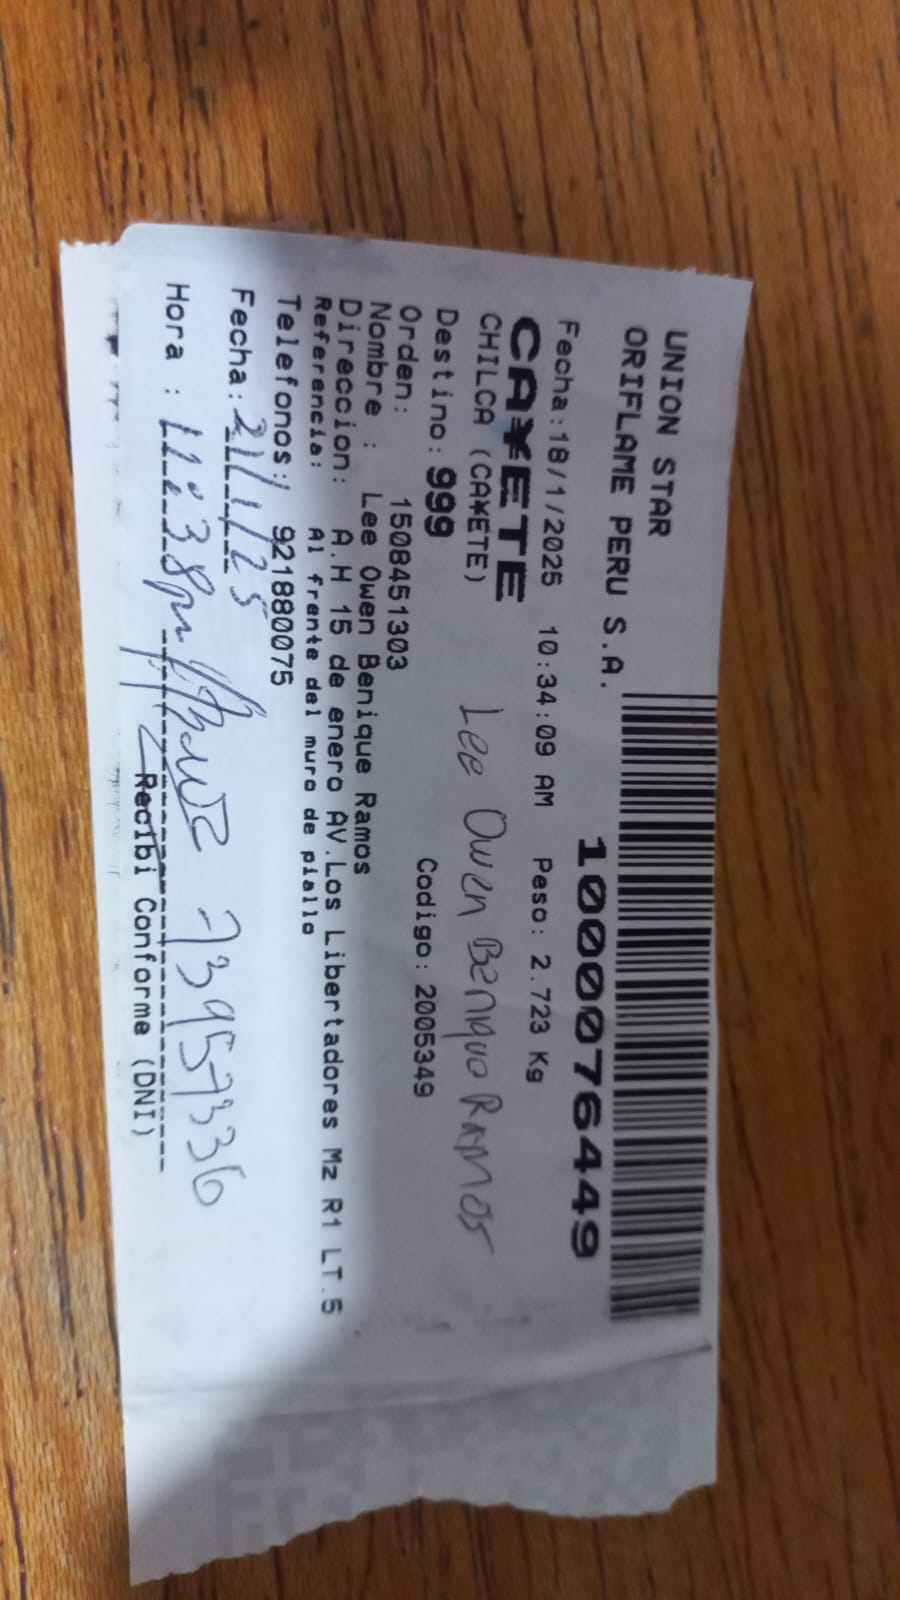 UNION STAR
ORIFLAME PERU S.A.
1000076449
Fecha:18/1/2025 10:34:09 AM Peso: 2.723 Kg
CA¥ETE
CHILCA (CA¥ETE)
Lee Owen Benique Ramos
Destino: 999
Codigo: 2005349
Orden: 1508451303
Nombre : Lee Owen Benique Ramos
Direccion: A.H 15 de enero AV.Los Libertadores Mz R1 LT.5
Referencia: Al frente del muro de pialle
Telefonos: 921880075
Fecha: 21/1/25
Hora : 11:38pm 73957336
Recibi Conforme (DNI)